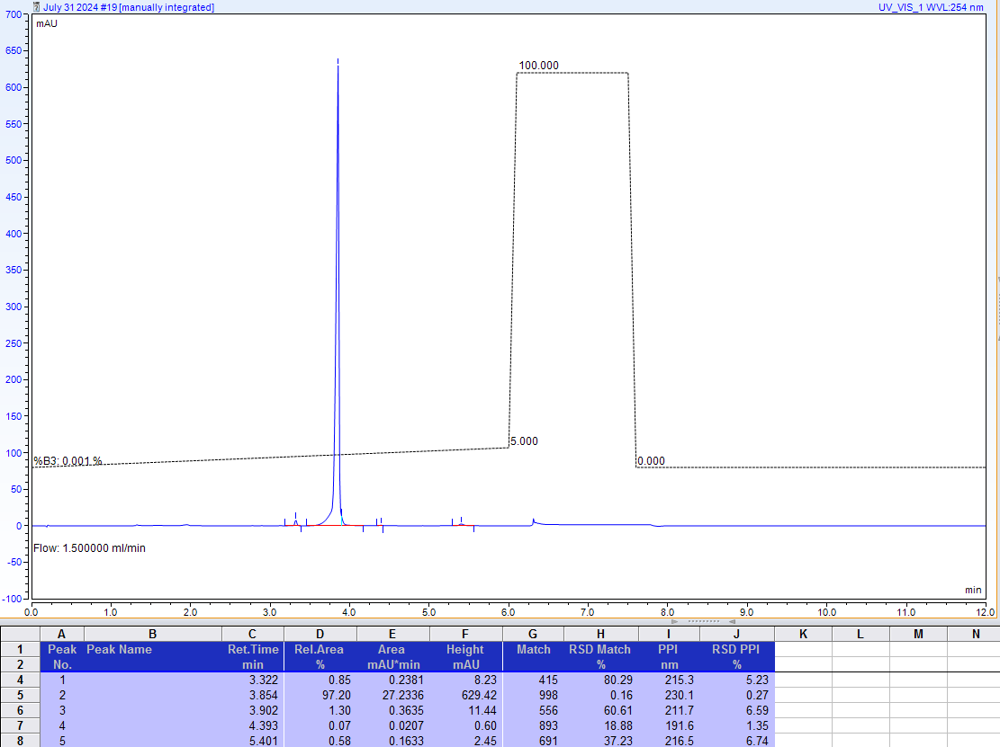 July 31 2024 #19 [manually integrated] UV_VIS_1 WVL:254 nm
mAU
700
650
600
550
500
450
400
350
300
250
200
150
100
50
0
-50
-100
100.000
5.000
%B3: 0.001 %
0.000
Flow: 1.500000 ml/min
min
0.0 1.0 2.0 3.0 4.0 5.0 6.0 7.0 8.0 9.0 10.0 11.0 12.0
A B C D E F G H I J K L M N
1 Peak Peak Name Ret.Time Rel.Area Area Height Match RSD Match PPI RSD PPI
2 No. min % mAU*min mAU % nm %
4 1 3.322 0.85 0.2381 8.23 415 80.29 215.3 5.23
5 2 3.854 97.20 27.2336 629.42 998 0.16 230.1 0.27
6 3 3.902 1.30 0.3635 11.44 556 60.61 211.7 6.59
7 4 4.393 0.07 0.0207 0.60 893 18.88 191.6 1.35
8 5 5.401 0.58 0.1633 2.45 691 37.23 216.5 6.74